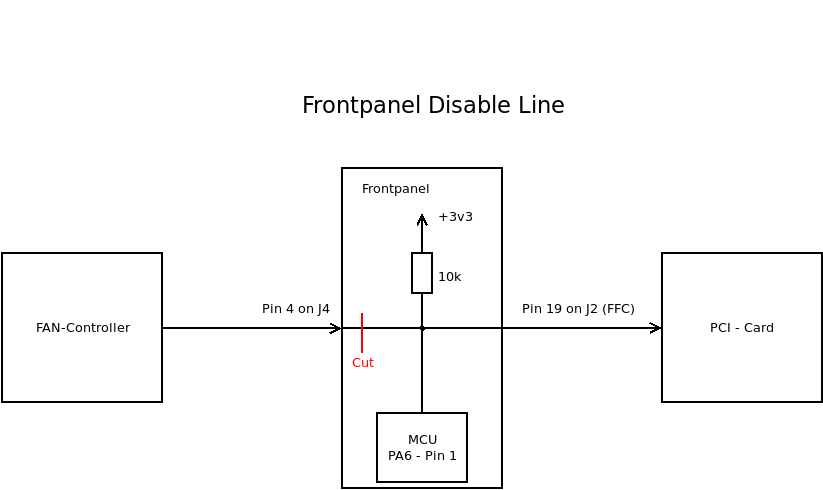 Frontpanel Disable Line
Frontpanel
+3v3
10k
Pin 4 on J4
Pin 19 on J2 (FFC)
FAN-Controller
PCI - Card
Cut
MCU
PA6 - Pin 1